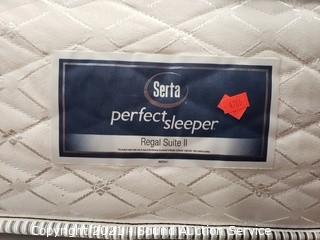 Serta
perfect sleeper
Regal Suite II
Copyright 2021 - Sound Auction Service